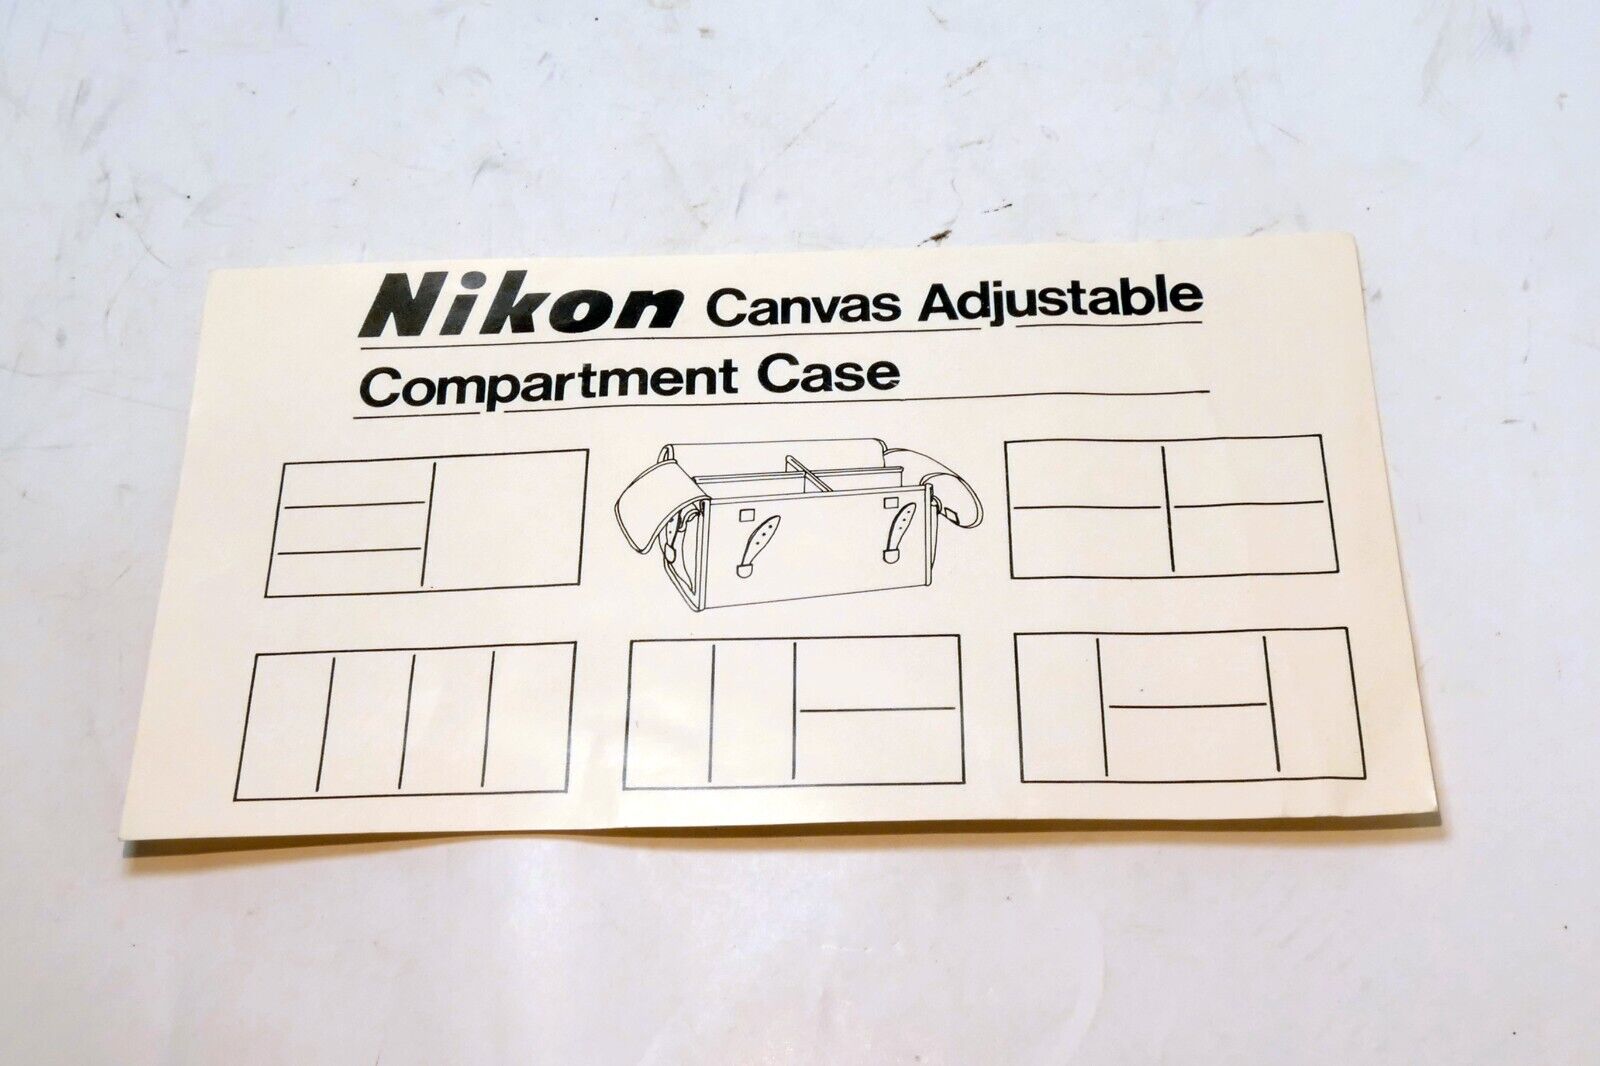 Nikon Canvas Adjustable
Compartment Case